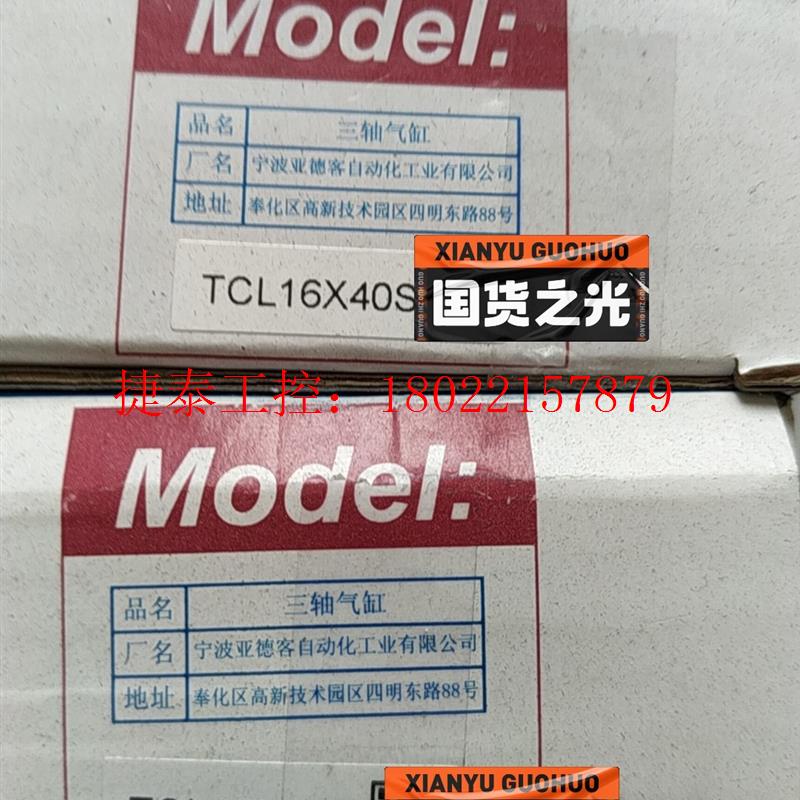 Model:
品名 三轴气缸
厂名 宁波亚德客自动化工业有限公司
地址 奉化区高新技术园区四明东路88号
XIANYU GUOHUO
TCL16X40S
GUO HUO ZHI GUANG
国货之光
捷泰工控：18022157879
Model:
品名 三轴气缸
厂名 宁波亚德客自动化工业有限公司
地址 奉化区高新技术园区四明东路88号
XIANYU GUOHUO